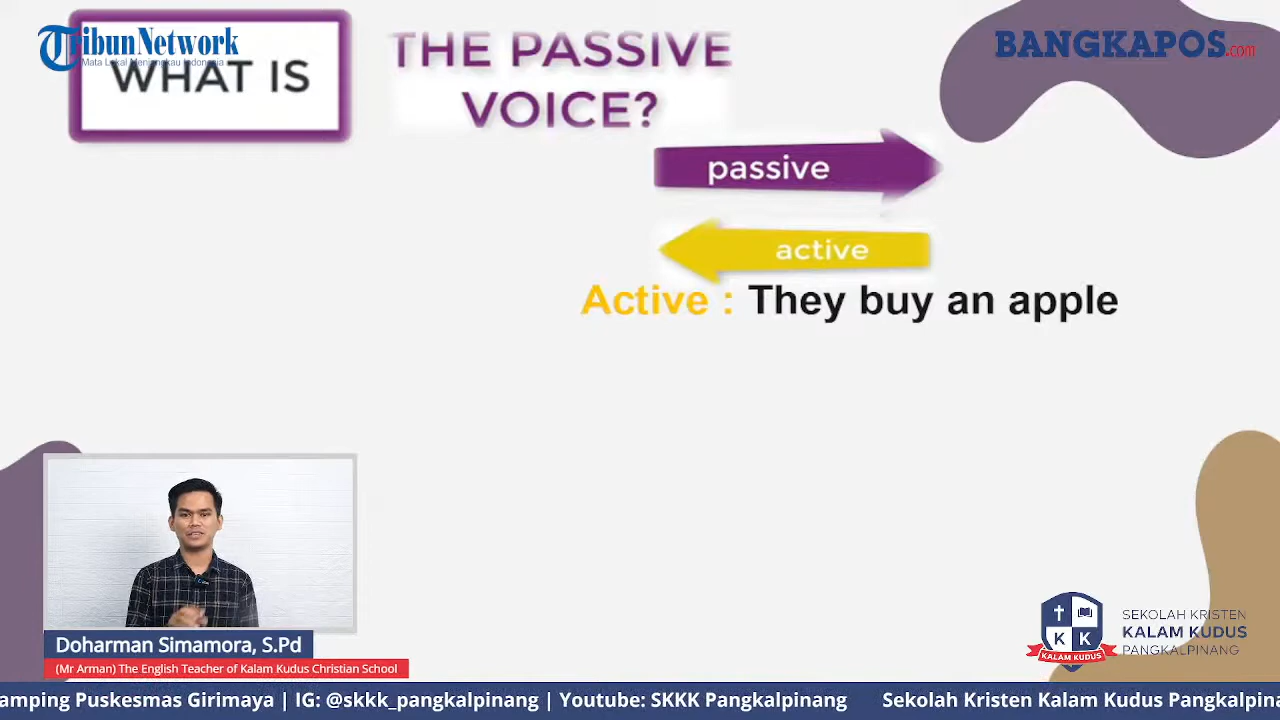 TribunNetwork
Mata Lokal Menjangkau Indonesia
WHAT IS
THE PASSIVE
VOICE?
BANGKAPOS.com
passive
active
Active : They buy an apple
Doharman Simamora, S.Pd
(Mr Arman) The English Teacher of Kalam Kudus Christian School
K K
KALAM KUDUS
SEKOLAH KRISTEN
KALAM KUDUS
PANGKALPINANG
amping Puskesmas Girimaya | IG: @skkk_pangkalpinang | Youtube: SKKK Pangkalpinang Sekolah Kristen Kalam Kudus Pangkalpina